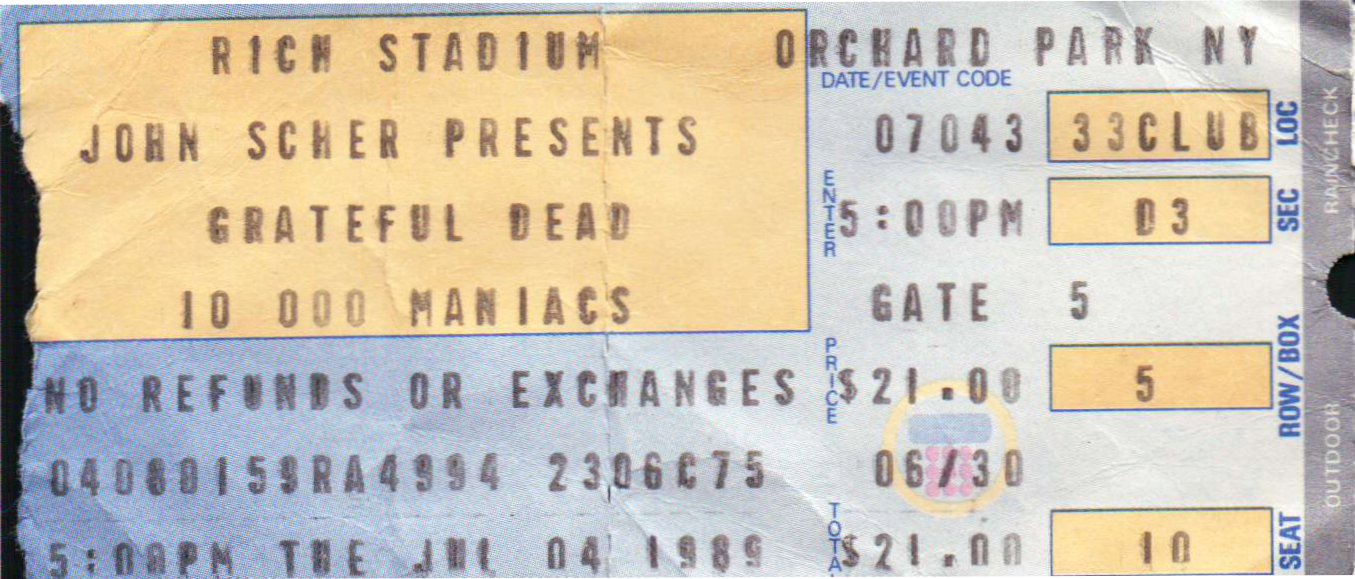 RICH STADIUM ORCHARD PARK NY
DATE/EVENT CODE
JOHN SCHER PRESENTS 07043 33CLUB LOC
GRATEFUL DEAD ENTER 5:00PM D3 SEC
10 000 MANIACS GATE 5
NO REFUNDS OR EXCHANGES PRICE $21.00 5 ROW/BOX
04080159RA4994 2306C75 06/30
5:00PM TUE JUL 04 1989 TOTAL $21.00 10 SEAT
RAINCHECK
OUTDOOR